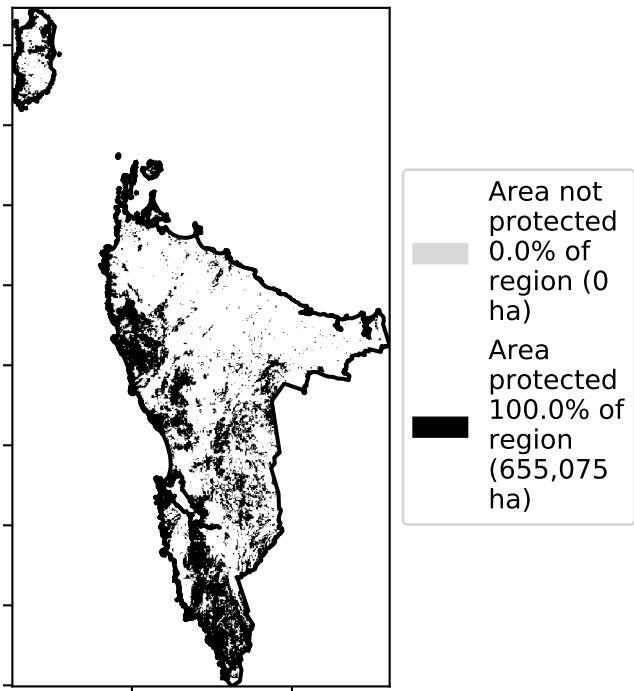 Area not
protected
0.0% of
region (0
ha)
Area
protected
100.0% of
region
(655,075
ha)